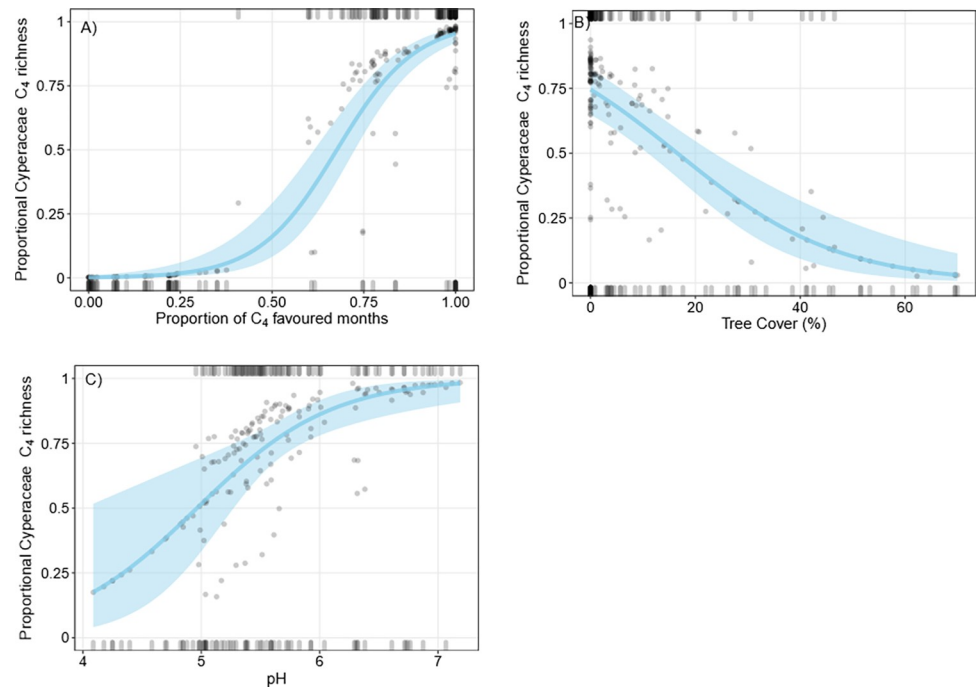 A)
Proportional Cyperaceae C4 richness
1
0.75
0.5
0.25
0
0.00 0.25 0.50 0.75 1.00
Proportion of C4 favoured months
B)
Proportional Cyperaceae C4 richness
1
0.75
0.5
0.25
0
0 20 40 60
Tree Cover (%)
C)
Proportional Cyperaceae C4 richness
1
0.75
0.5
0.25
0
4 5 6 7
pH